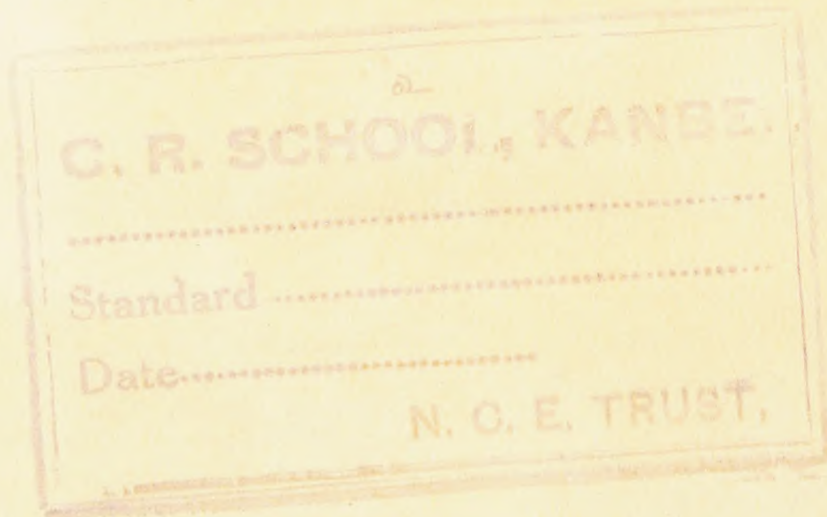 C. R. SCHOOL, KANBE.
Standard
Date
N. C. E. TRUST,